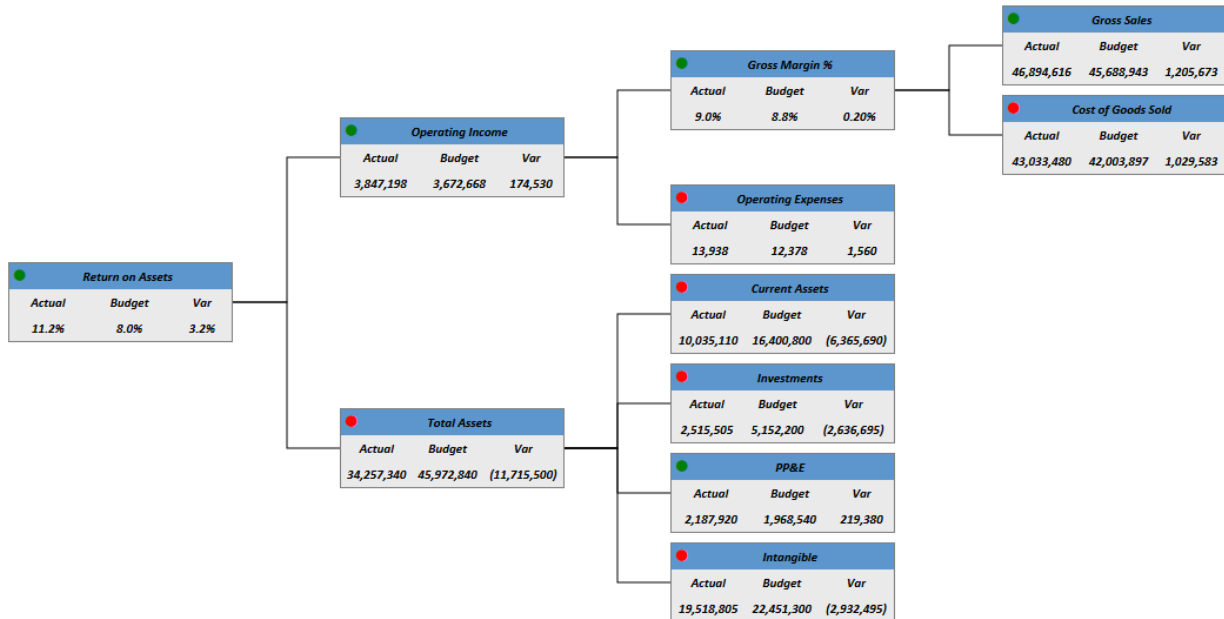 Gross Sales
Actual Budget Var
46,894,616 45,688,943 1,205,673
Gross Margin %
Actual Budget Var
9.0% 8.8% 0.20%
Cost of Goods Sold
Actual Budget Var
43,033,480 42,003,897 1,029,583
Operating Income
Actual Budget Var
3,847,198 3,672,668 174,530
Operating Expenses
Actual Budget Var
13,938 12,378 1,560
Return on Assets
Actual Budget Var
11.2% 8.0% 3.2%
Current Assets
Actual Budget Var
10,035,110 16,400,800 (6,365,690)
Investments
Actual Budget Var
2,515,505 5,152,200 (2,636,695)
Total Assets
Actual Budget Var
34,257,340 45,972,840 (11,715,500)
PP&E
Actual Budget Var
2,187,920 1,968,540 219,380
Intangible
Actual Budget Var
19,518,805 22,451,300 (2,932,495)